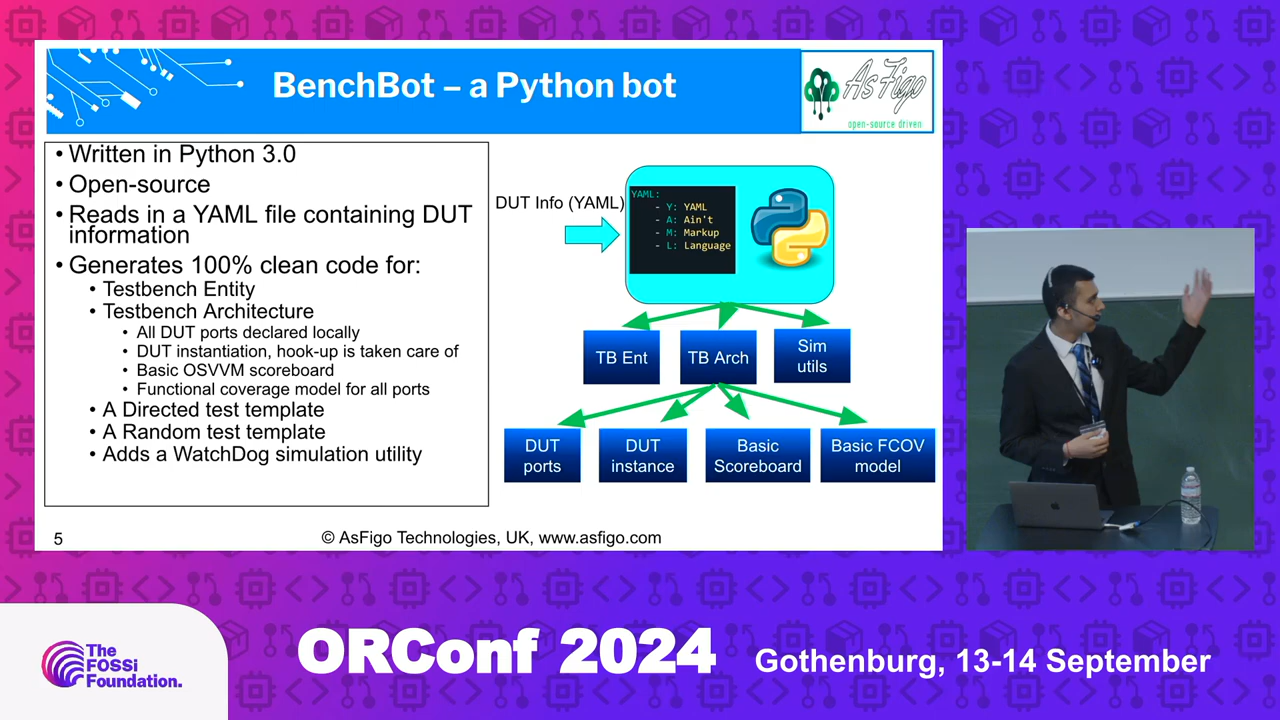 BenchBot – a Python bot
AsFigo
open-source driven
• Written in Python 3.0
• Open-source
• Reads in a YAML file containing DUT
information
• Generates 100% clean code for:
• Testbench Entity
• Testbench Architecture
• All DUT ports declared locally
• DUT instantiation, hook-up is taken care of
• Basic OSVVM scoreboard
• Functional coverage model for all ports
• A Directed test template
• A Random test template
• Adds a WatchDog simulation utility
DUT Info (YAML)
YAML:
- Y: YAML
- A: Ain't
- M: Markup
- L: Language
TB Ent
TB Arch
Sim
utils
DUT
ports
DUT
instance
Basic
Scoreboard
Basic FCOV
model
5
© AsFigo Technologies, UK, www.asfigo.com
The
FOSSi
Foundation.
ORConf 2024
Gothenburg, 13-14 September